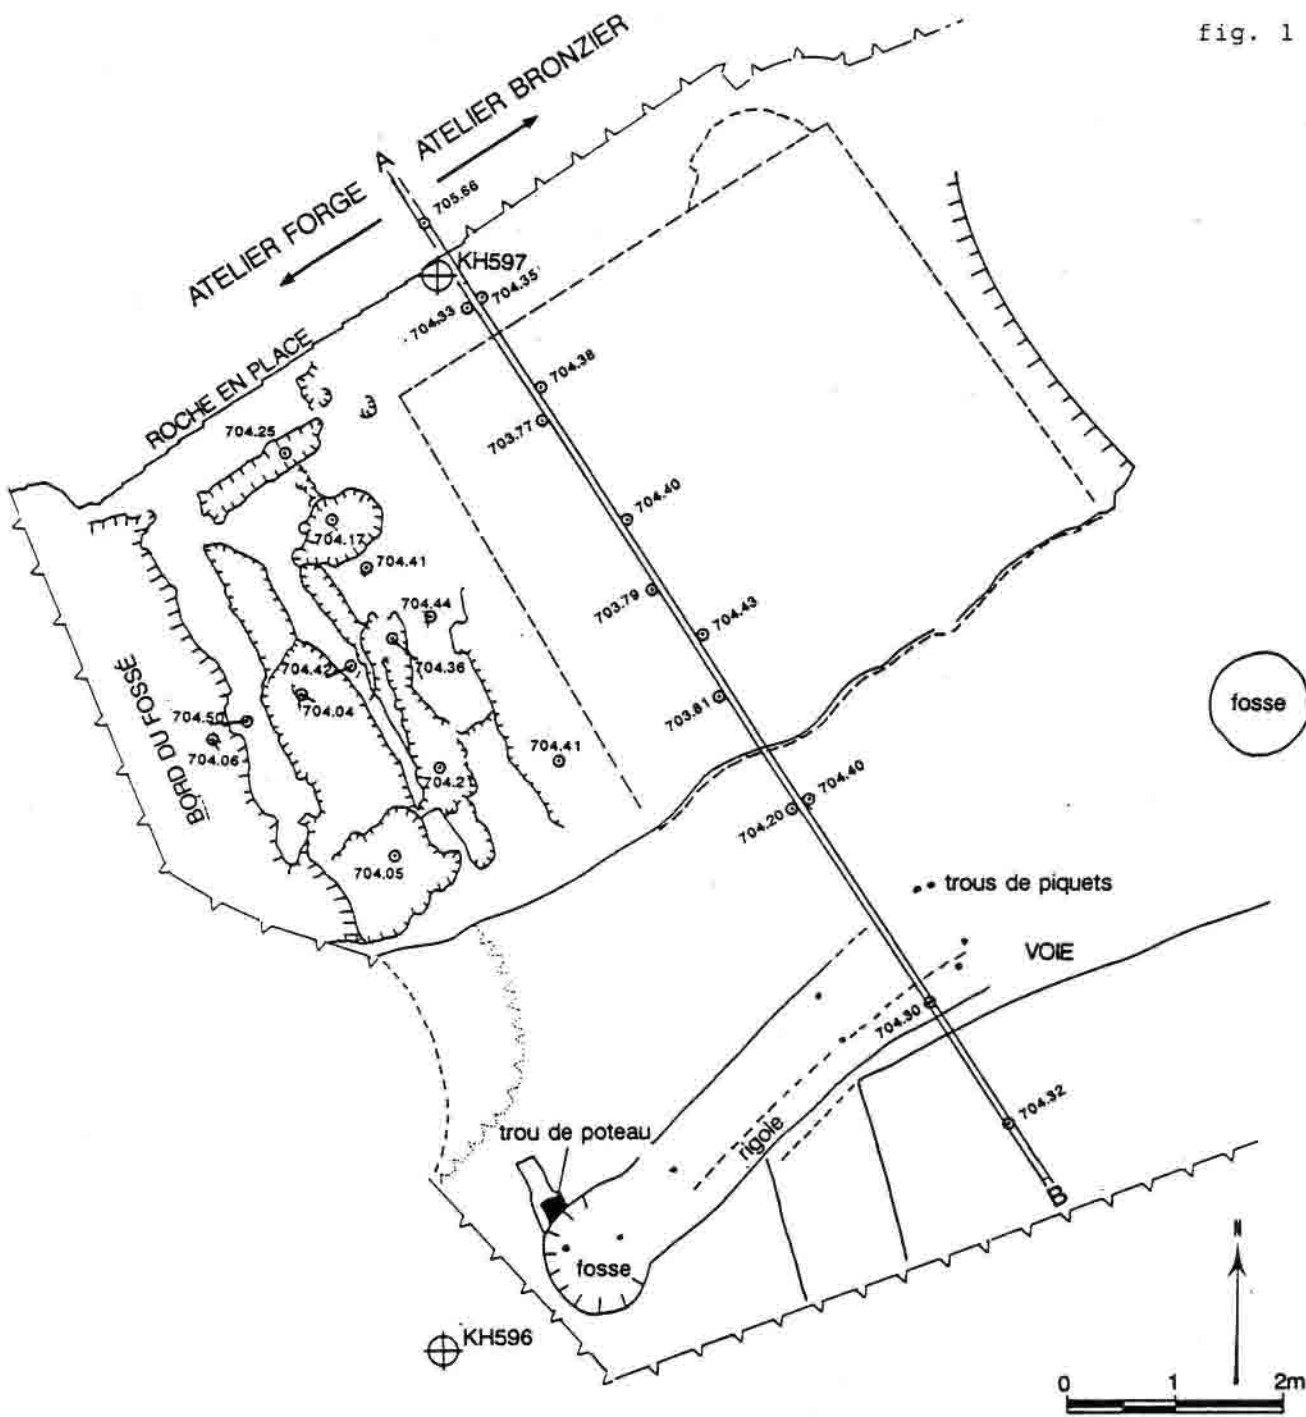 fig. 1
ATELIER FORGE
A
ATELIER BRONZIER
705.66
KH597
704.35
704.33
ROCHE EN PLACE
704.38
704.25
703.77
704.40
704.17
704.41
704.44
703.79
704.43
704.42
704.36
704.04
BORD DU FOSSÉ
704.50
704.06
703.81
fosse
704.41
704.21
704.40
704.20
704.05
trous de piquets
VOIE
704.30
704.32
rigole
trou de poteau
B
fosse
N
KH596
0 1 2m